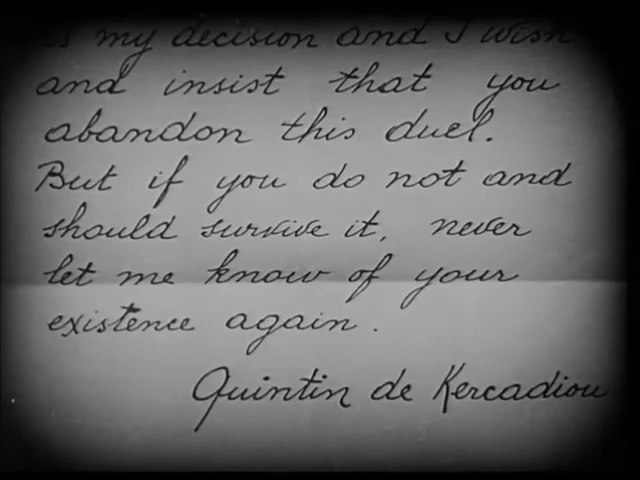 is my decision and I wish
and insist that you
abandon this duel.
But if you do not and
should survive it, never
let me know of your
existence again.
Quintin de Kercadiou